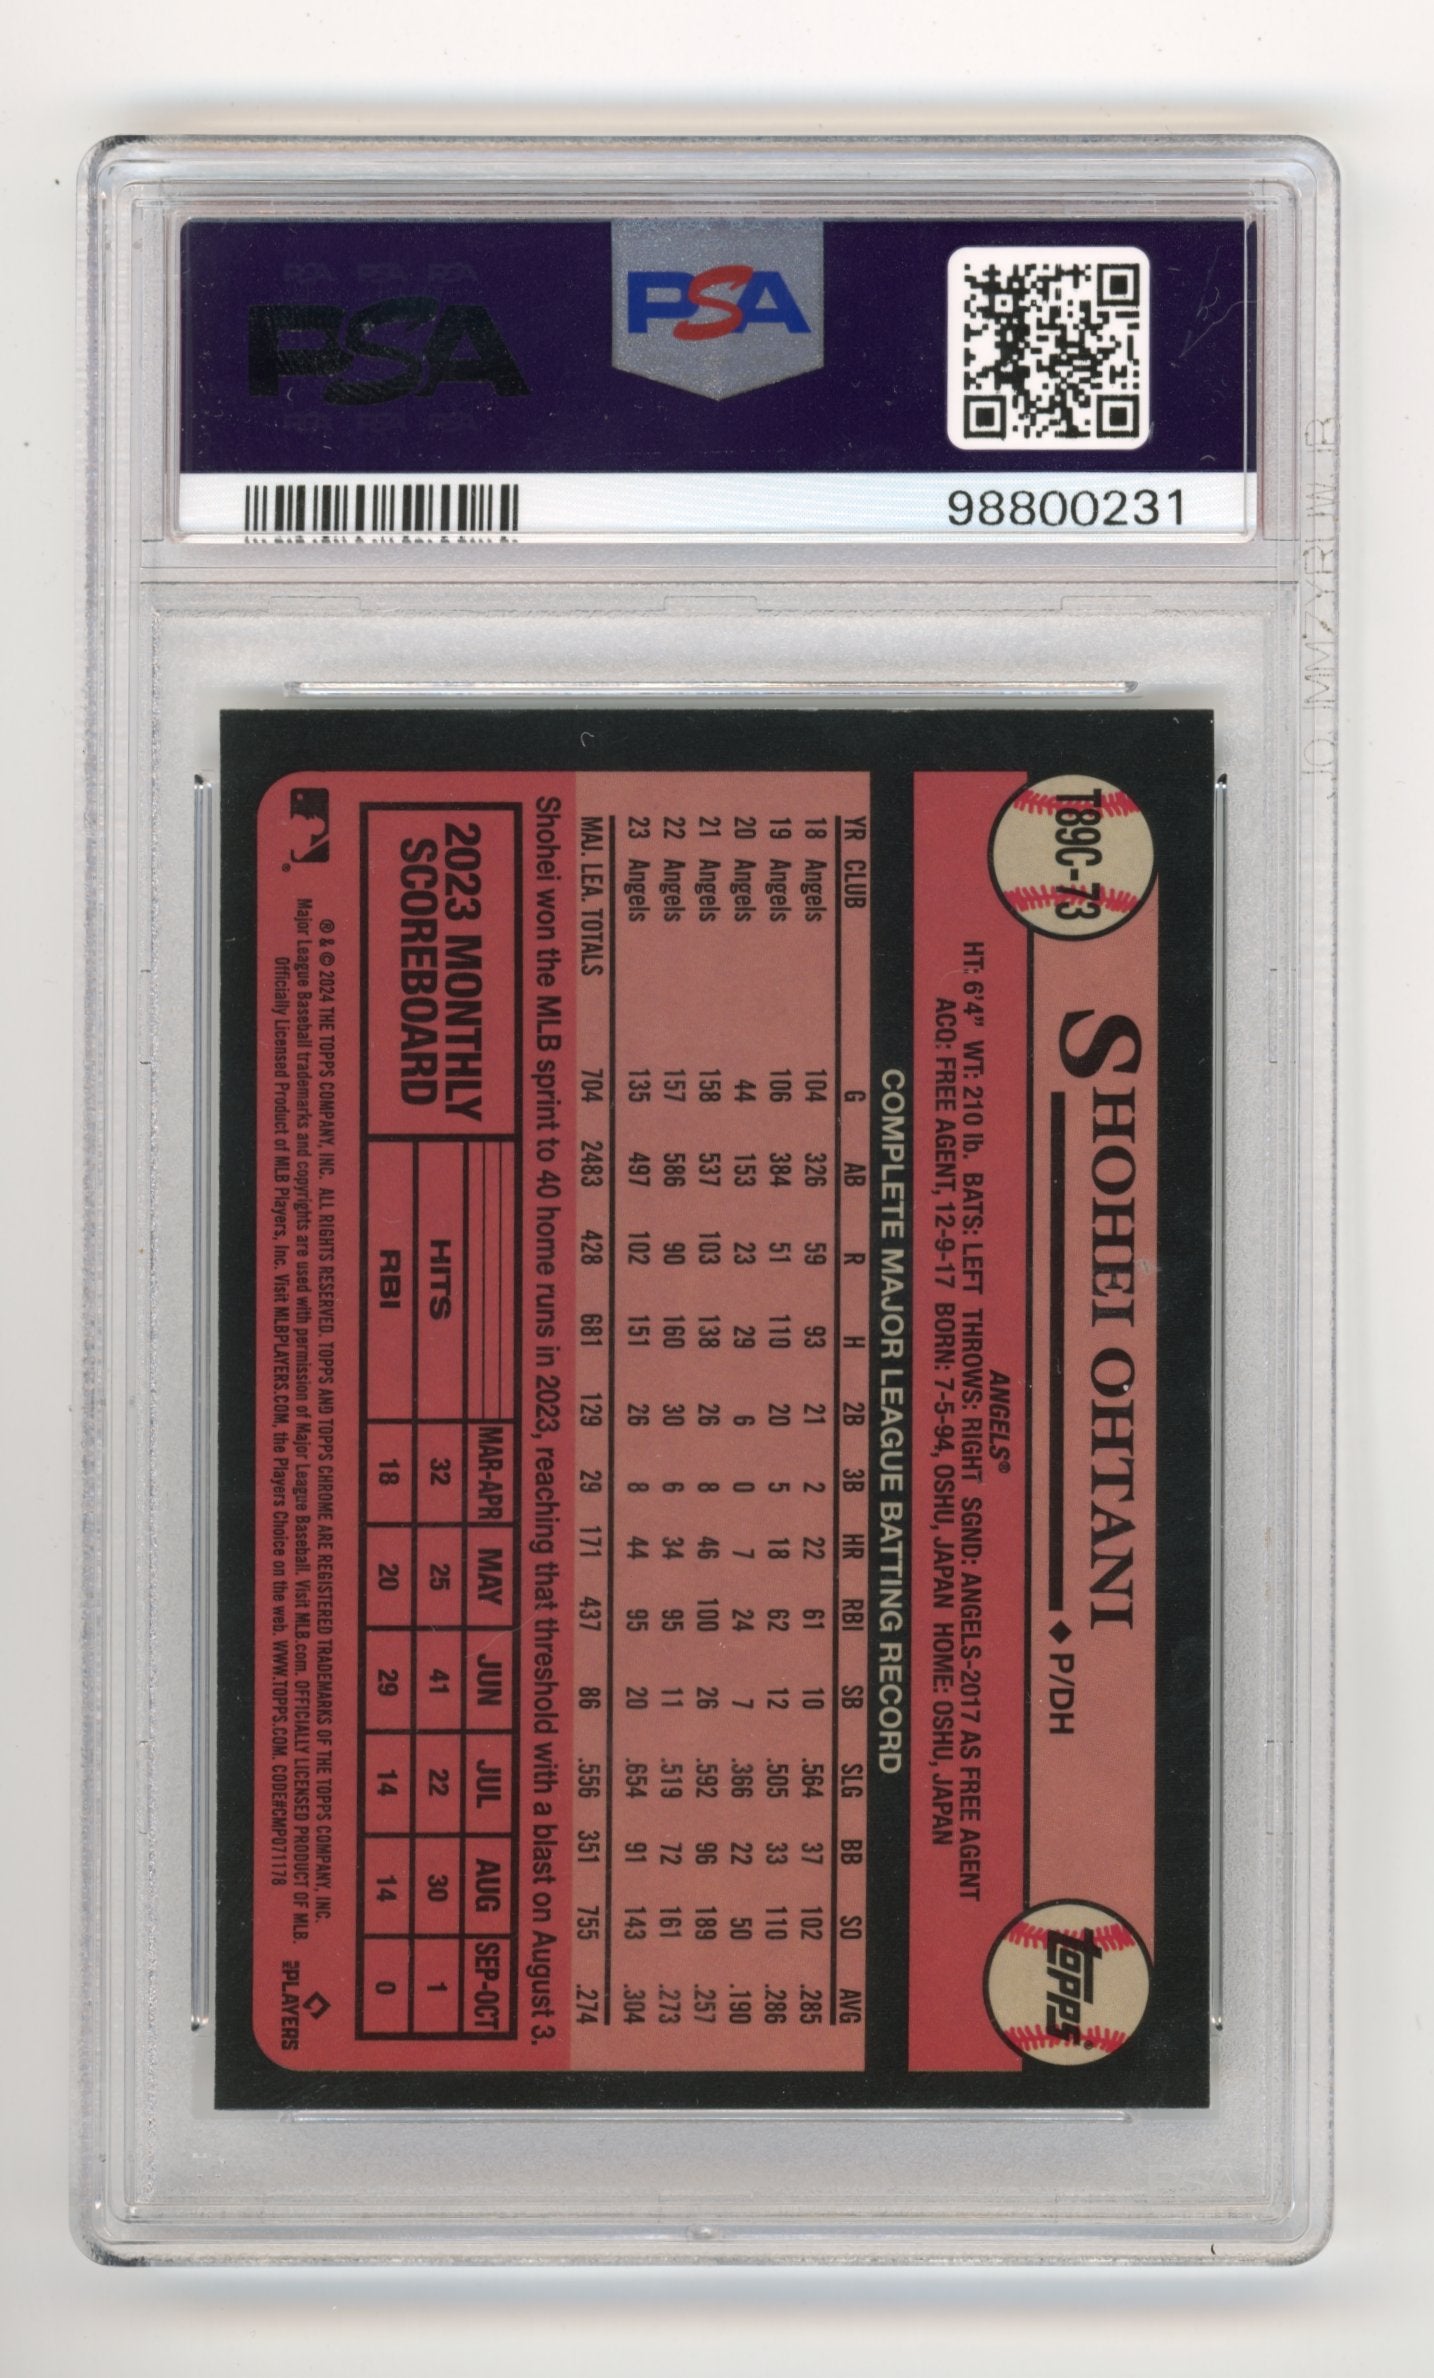 PSA
PSA
98800231
T89C-73
SHOHEI OHTANI
P/DH
topps®
ANGELS®
HT: 6'4" WT: 210 lb. BATS: LEFT THROWS: RIGHT SGND: ANGELS-2017 AS FREE AGENT
ACQ: FREE AGENT, 12-9-17 BORN: 7-5-94, OSHU, JAPAN HOME: OSHU, JAPAN
COMPLETE MAJOR LEAGUE BATTING RECORD
YR CLUB G AB R H 2B 3B HR RBI SB SLG BB SO AVG
18 Angels 104 326 59 93 21 2 22 61 10 .564 37 102 .285
19 Angels 106 384 51 110 20 5 18 62 12 .505 33 110 .286
20 Angels 44 153 23 29 6 0 7 24 7 .366 22 50 .190
21 Angels 158 537 103 138 26 8 46 100 26 .592 96 189 .257
22 Angels 157 586 90 160 30 6 34 95 11 .519 72 161 .273
23 Angels 135 497 102 151 26 8 44 95 20 .654 91 143 .304
MAJ. LEA. TOTALS 704 2483 428 681 129 29 171 437 86 .556 351 755 .274
Shohei won the MLB sprint to 40 home runs in 2023, reaching that threshold with a blast on August 3.
2023 MONTHLY
SCOREBOARD
MAR-APR MAY JUN JUL AUG SEP-OCT
HITS 32 25 41 22 30 1
RBI 18 20 29 14 14 0
® & © 2024 THE TOPPS COMPANY, INC. ALL RIGHTS RESERVED. TOPPS AND TOPPS CHROME ARE REGISTERED TRADEMARKS OF THE TOPPS COMPANY, INC.
Major League Baseball trademarks and copyrights are used with permission of Major League Baseball. Visit MLB.com. OFFICIALLY LICENSED PRODUCT OF MLB
Officially Licensed Product of MLB Players, Inc. Visit MLBPLAYERS.COM, the Players Choice on the web. WWW.TOPPS.COM. CODE#CMP071178
MLB PLAYERS